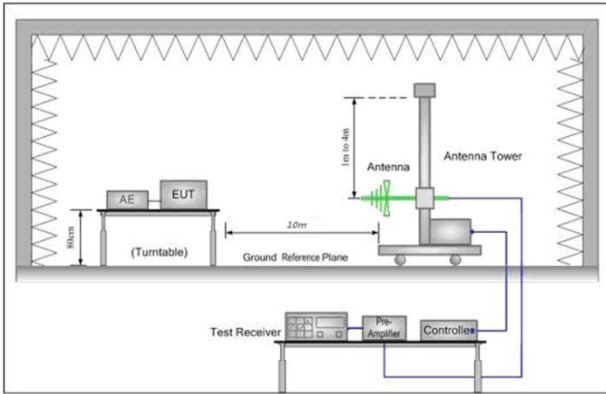 1m to 4m
Antenna
Antenna Tower
AE
EUT
80cm
(Turntable)
10m
Ground Reference Plane
Test Receiver
Pre-
Amplifier
Controller